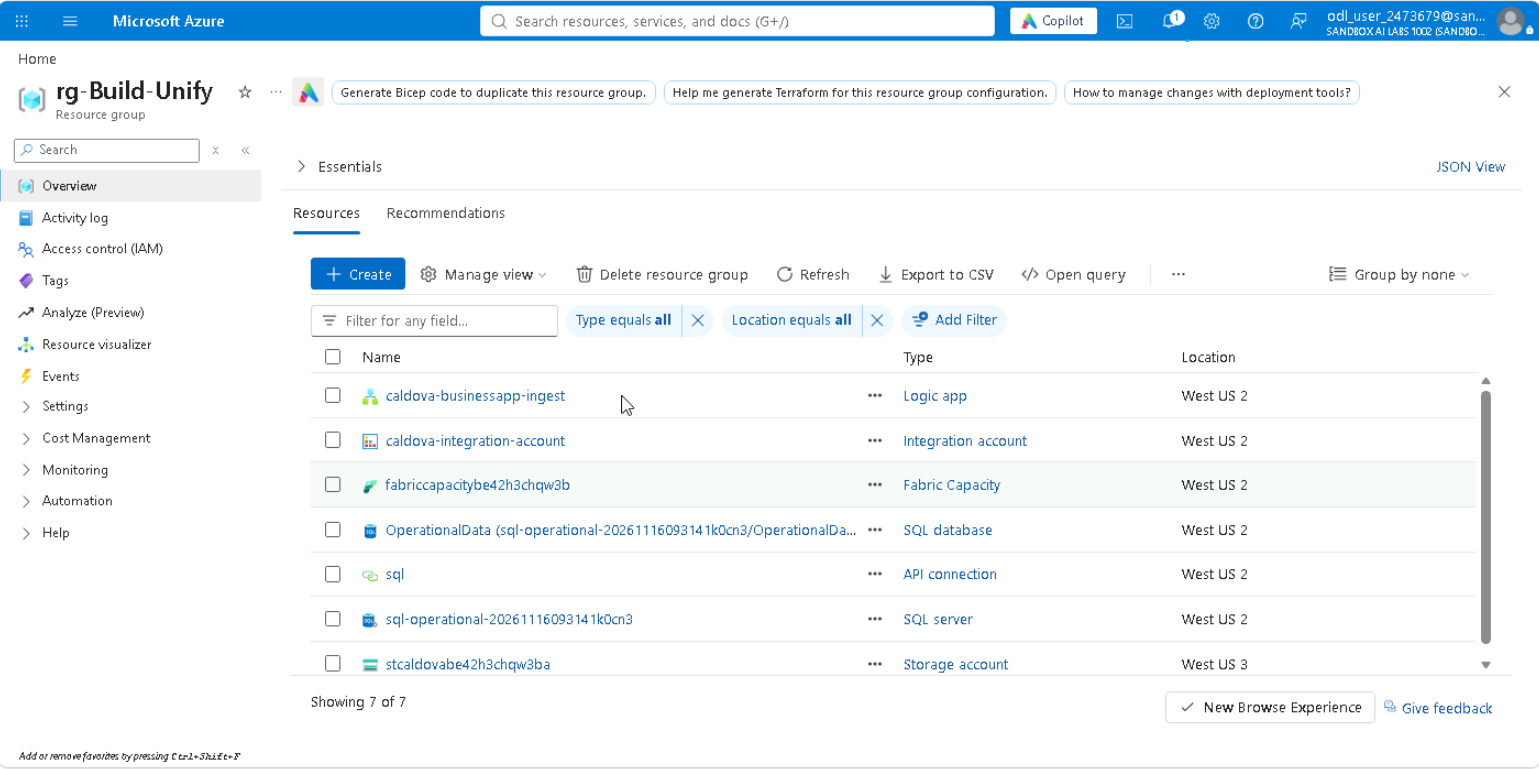 Microsoft Azure
Search resources, services, and docs (G+/)
Copilot
1
odl_user_2473679@san...
SANDBOX AI LABS 1002 (SANDBO...
Home
rg-Build-Unify
Resource group
Generate Bicep code to duplicate this resource group.
Help me generate Terraform for this resource group configuration.
How to manage changes with deployment tools?
Search
Overview
Activity log
Access control (IAM)
Tags
Analyze (Preview)
Resource visualizer
Events
Settings
Cost Management
Monitoring
Automation
Help
Essentials
JSON View
Resources Recommendations
+ Create Manage view Delete resource group Refresh Export to CSV Open query ... Group by none
Filter for any field... Type equals all Location equals all Add Filter
Name Type Location
caldova-businessapp-ingest ... Logic app West US 2
caldova-integration-account ... Integration account West US 2
fabriccapacitybe42h3chqw3b ... Fabric Capacity West US 2
OperationalData (sql-operational-20261116093141k0cn3/OperationalDa... ... SQL database West US 2
sql ... API connection West US 2
sql-operational-20261116093141k0cn3 ... SQL server West US 2
stcaldovabe42h3chqw3ba ... Storage account West US 3
Showing 7 of 7
New Browse Experience Give feedback
Add or remove favorites by pressing Ctrl+Shift+F